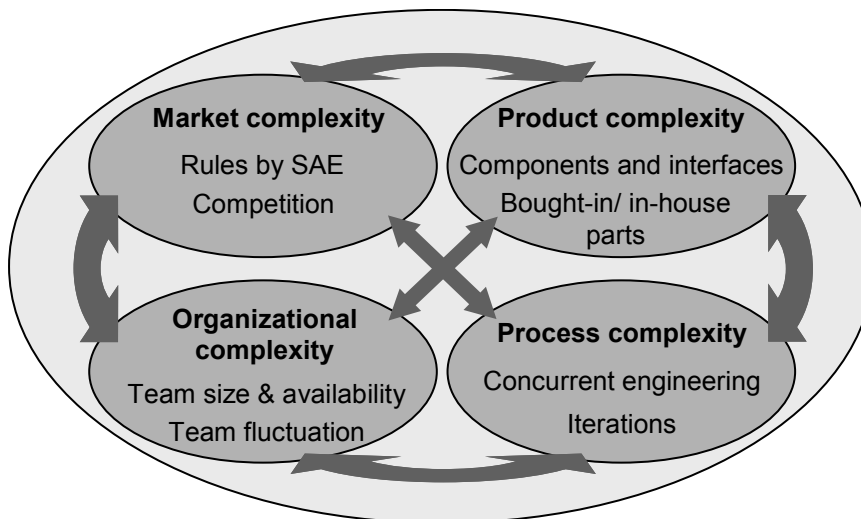 Market complexity
Rules by SAE
Competition
Product complexity
Components and interfaces
Bought-in/ in-house
parts
Organizational
complexity
Team size & availability
Team fluctuation
Process complexity
Concurrent engineering
Iterations